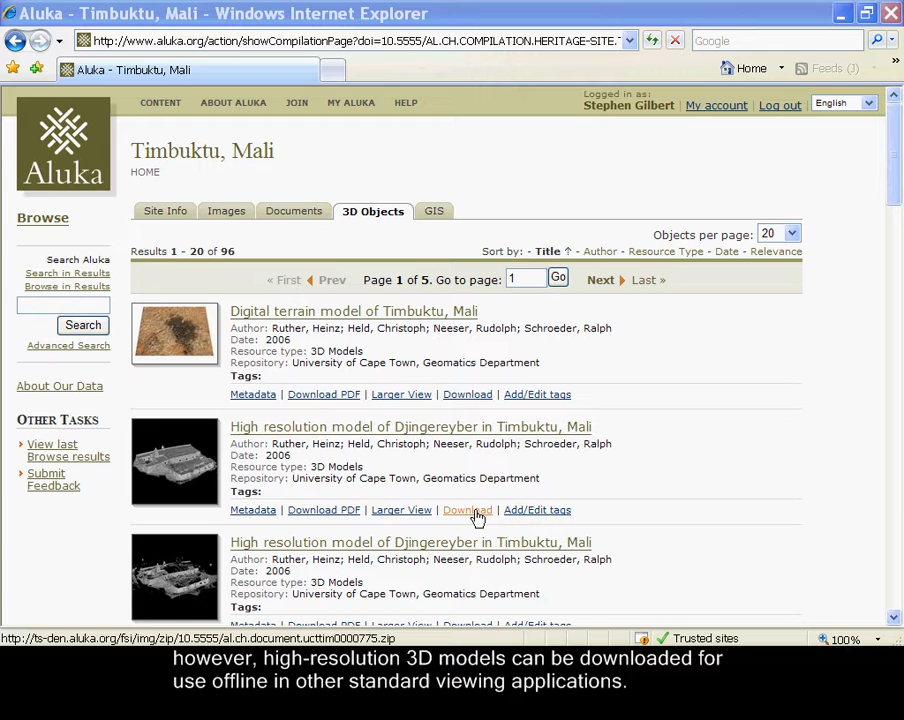 Aluka - Timbuktu, Mali - Windows Internet Explorer
http://www.aluka.org/action/showCompilationPage?doi=10.5555/AL.CH.COMPILATION.HERITAGE-SITE.
Google
Aluka - Timbuktu, Mali
Home
Feeds (J)
CONTENT ABOUT ALUKA JOIN MY ALUKA HELP
Logged in as:
Stephen Gilbert | My account | Log out
English
Aluka
Timbuktu, Mali
HOME
Browse
Site Info Images Documents 3D Objects GIS
Objects per page: 20
Results 1 - 20 of 96
Sort by: - Title ↑ - Author - Resource Type - Date - Relevance
« First Prev Page 1 of 5. Go to page: 1 Go Next Last »
Search Aluka
Search in Results
Browse in Results
Search
Advanced Search
About Our Data
OTHER TASKS
View last
Browse results
Submit
Feedback
Digital terrain model of Timbuktu, Mali
Author: Ruther, Heinz; Held, Christoph; Neeser, Rudolph; Schroeder, Ralph
Date: 2006
Resource type: 3D Models
Repository: University of Cape Town, Geomatics Department
Tags:
Metadata | Download PDF | Larger View | Download | Add/Edit tags
High resolution model of Djingereyber in Timbuktu, Mali
Author: Ruther, Heinz; Held, Christoph; Neeser, Rudolph; Schroeder, Ralph
Date: 2006
Resource type: 3D Models
Repository: University of Cape Town, Geomatics Department
Tags:
Metadata | Download PDF | Larger View | Download | Add/Edit tags
High resolution model of Djingereyber in Timbuktu, Mali
Author: Ruther, Heinz; Held, Christoph; Neeser, Rudolph; Schroeder, Ralph
Date: 2006
Resource type: 3D Models
Repository: University of Cape Town, Geomatics Department
Tags:
Metadata | Download PDF | Larger View | Download | Add/Edit tags
http://ts-den.aluka.org/fsi/img/zip/10.5555/al.ch.document.ucttim0000775.zip
Trusted sites
100%
however, high-resolution 3D models can be downloaded for
use offline in other standard viewing applications.